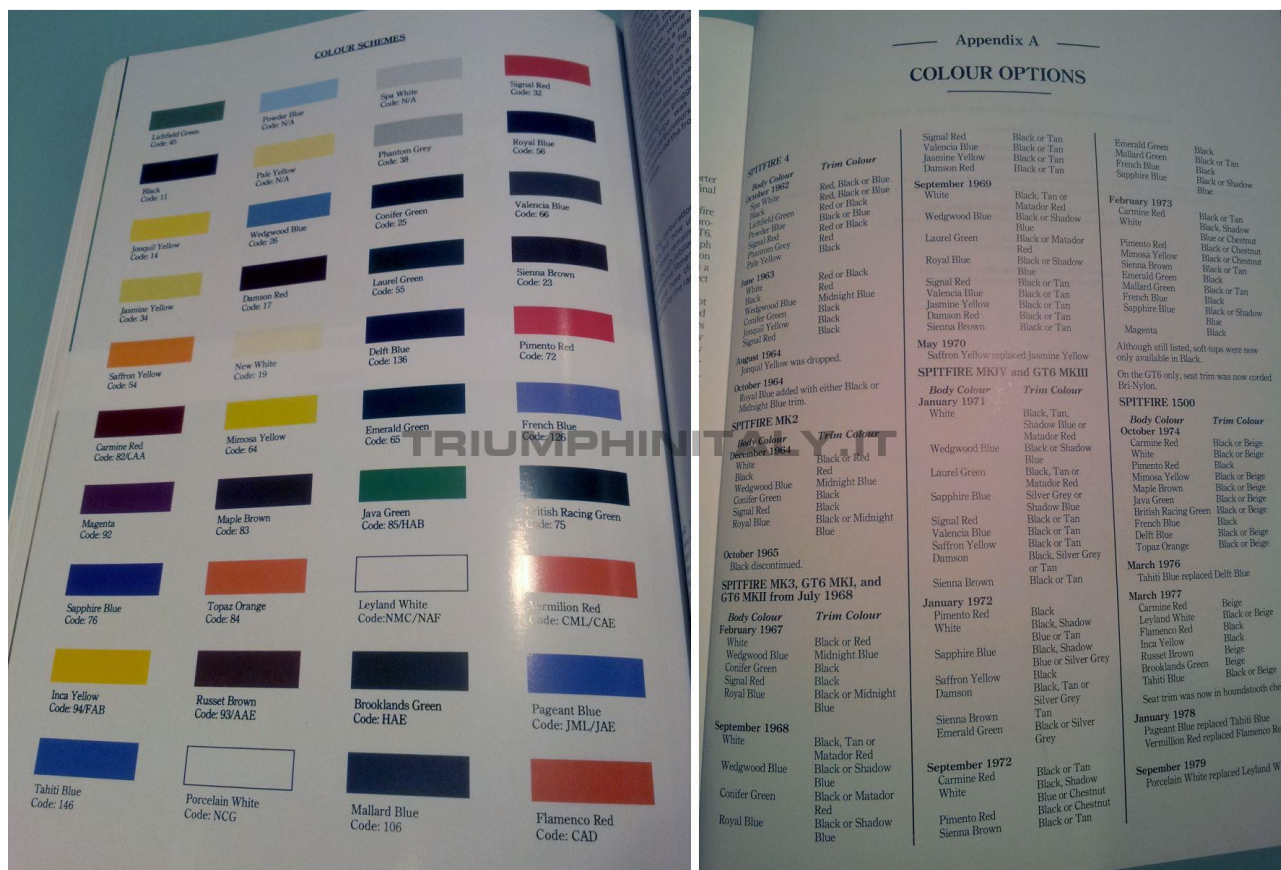 COLOUR SCHEMES
Lichfield Green
Code: 45
Powder Blue
Code: N/A
Spa White
Code: N/A
Signal Red
Code: 32
Black
Code: 11
Pale Yellow
Code: N/A
Phantom Grey
Code: 38
Royal Blue
Code: 56
Jonquil Yellow
Code: 14
Wedgwood Blue
Code: 26
Conifer Green
Code: 25
Valencia Blue
Code: 66
Jasmine Yellow
Code: 34
Damson Red
Code: 17
Laurel Green
Code: 55
Sienna Brown
Code: 23
Saffron Yellow
Code: 54
New White
Code: 19
Delft Blue
Code: 136
Pimento Red
Code: 72
Carmine Red
Code: 82/CAA
Mimosa Yellow
Code: 64
Emerald Green
Code: 65
French Blue
Code: 126
Magenta
Code: 92
Maple Brown
Code: 83
Java Green
Code: 85/HAB
British Racing Green
Code: 75
Sapphire Blue
Code: 76
Topaz Orange
Code: 84
Leyland White
Code:NMC/NAF
Vermilion Red
Code: CML/CAE
Inca Yellow
Code: 94/FAB
Russet Brown
Code: 93/AAE
Brooklands Green
Code: HAE
Pageant Blue
Code: JML/JAE
Tahiti Blue
Code: 146
Porcelain White
Code: NCG
Mallard Blue
Code: 106
Flamenco Red
Code: CAD
TRIUMPHINITALY.IT
Appendix A
COLOUR OPTIONS
SPITFIRE 4
Body Colour Trim Colour
October 1962
Spa White Red, Black or Blue
Black Red, Black or Blue
Lichfield Green Red or Black
Powder Blue Black or Blue
Signal Red Red or Black
Phantom Grey Red
Pale Yellow Black
June 1963
White Red or Black
Black Red
Wedgwood Blue Midnight Blue
Conifer Green Black
Jonquil Yellow Black
Signal Red Black
August 1964
Jonquil Yellow was dropped.
October 1964
Royal Blue added with either Black or
Midnight Blue trim.
SPITFIRE MK2
Body Colour Trim Colour
December 1964
White Black or Red
Black Red
Wedgwood Blue Midnight Blue
Conifer Green Black
Signal Red Black
Royal Blue Black or Midnight
Blue
October 1965
Black discontinued.
SPITFIRE MK3, GT6 MKI, and
GT6 MKII from July 1968
Body Colour Trim Colour
February 1967
White Black or Red
Wedgwood Blue Midnight Blue
Conifer Green Black
Signal Red Black
Royal Blue Black or Midnight
Blue
September 1968
White Black, Tan or
Matador Red
Wedgwood Blue Black or Shadow
Blue
Conifer Green Black or Matador
Red
Royal Blue Black or Shadow
Blue
Signal Red Black or Tan
Valencia Blue Black or Tan
Jasmine Yellow Black or Tan
Damson Red Black or Tan
September 1969
White Black, Tan or
Matador Red
Wedgwood Blue Black or Shadow
Blue
Laurel Green Black or Matador
Red
Royal Blue Black or Shadow
Blue
Signal Red Black or Tan
Valencia Blue Black or Tan
Jasmine Yellow Black or Tan
Damson Red Black or Tan
Sienna Brown Black or Tan
May 1970
Saffron Yellow replaced Jasmine Yellow
SPITFIRE MKIV and GT6 MKIII
Body Colour Trim Colour
January 1971
White Black, Tan,
Shadow Blue or
Matador Red
Wedgwood Blue Black or Shadow
Blue
Laurel Green Black, Tan or
Matador Red
Sapphire Blue Silver Grey or
Shadow Blue
Signal Red Black or Tan
Valencia Blue Black or Tan
Saffron Yellow Black or Tan
Damson Black, Silver Grey
or Tan
Sienna Brown Black or Tan
January 1972
Pimento Red Black
White Black, Shadow
Blue or Tan
Sapphire Blue Black, Shadow
Blue or Silver Grey
Saffron Yellow Black
Damson Black, Tan or
Silver Grey
Sienna Brown Tan
Emerald Green Black or Silver
Grey
September 1972
Carmine Red Black or Tan
White Black, Shadow
Blue or Chestnut
Pimento Red Black or Chestnut
Sienna Brown Black or Tan
Emerald Green Black
Mallard Green Black or Tan
French Blue Black
Sapphire Blue Black or Shadow
Blue
February 1973
Carmine Red Black or Tan
White Black, Shadow
Blue or Chestnut
Pimento Red Black or Chestnut
Mimosa Yellow Black or Chestnut
Sienna Brown Black or Tan
Emerald Green Black
Mallard Green Black or Tan
French Blue Black
Sapphire Blue Black or Shadow
Blue
Magenta Black
Although still listed, soft-tops were now
only available in Black.
On the GT6 only, seat trim was now corded
Bri-Nylon.
SPITFIRE 1500
Body Colour Trim Colour
October 1974
Carmine Red Black or Beige
White Black or Beige
Pimento Red Black
Mimosa Yellow Black or Beige
Maple Brown Black or Beige
Java Green Black or Beige
British Racing Green Black or Beige
French Blue Black
Delft Blue Black or Beige
Topaz Orange Black or Beige
March 1976
Tahiti Blue replaced Delft Blue
March 1977
Carmine Red Beige
Leyland White Black or Beige
Flamenco Red Black
Inca Yellow Black
Russet Brown Beige
Brooklands Green Beige
Tahiti Blue Black or Beige
Seat trim was now in houndstooth che
January 1978
Pageant Blue replaced Tahiti Blue
Vermillion Red replaced Flamenco Re
Sepember 1979
Porcelain White replaced Leyland W